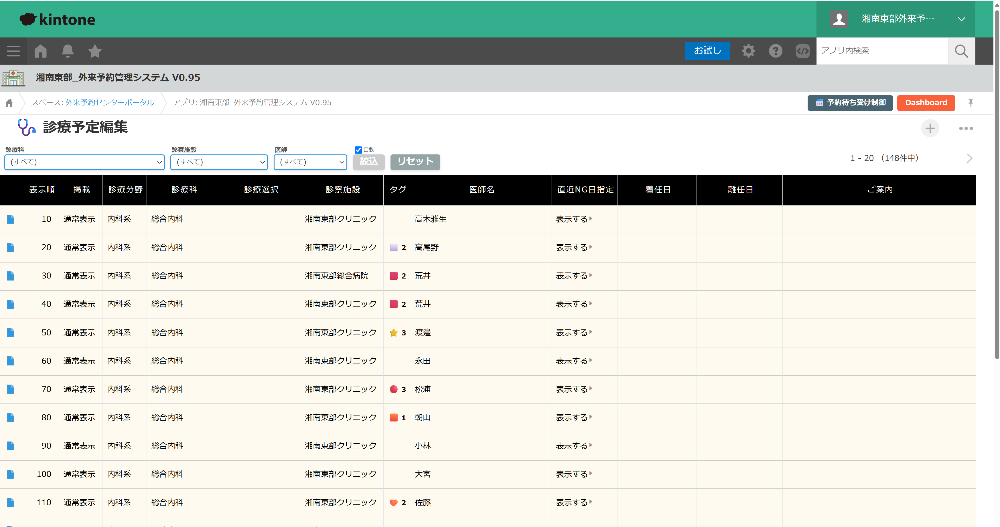 kintone
湘南東部外来予…
お試し
アプリ内検索
湘南東部_外来予約管理システム V0.95
スペース: 外来予約センターポータル
アプリ: 湘南東部_外来予約管理システム V0.95
予約待ち受け制御
Dashboard
診療予定編集
診療科 診察施設 医師 自動
(すべて) (すべて) (すべて) 絞込 リセット
1 - 20 （148件中）
表示順 掲載 診療分野 診療科 診療選択 診察施設 タグ 医師名 直近NG日指定 着任日 離任日 ご案内
10 通常表示 内科系 総合内科 湘南東部クリニック 高木雅生 表示する
20 通常表示 内科系 総合内科 湘南東部クリニック 2 高尾野 表示する
30 通常表示 内科系 総合内科 湘南東部総合病院 2 荒井 表示する
40 通常表示 内科系 総合内科 湘南東部クリニック 2 荒井 表示する
50 通常表示 内科系 総合内科 湘南東部クリニック 3 渡邉 表示する
60 通常表示 内科系 総合内科 湘南東部クリニック 永田 表示する
70 通常表示 内科系 総合内科 湘南東部クリニック 3 松浦 表示する
80 通常表示 内科系 総合内科 湘南東部クリニック 1 朝山 表示する
90 通常表示 内科系 総合内科 湘南東部クリニック 小林 表示する
100 通常表示 内科系 総合内科 湘南東部クリニック 大宮 表示する
110 通常表示 内科系 総合内科 湘南東部クリニック 2 佐藤 表示する